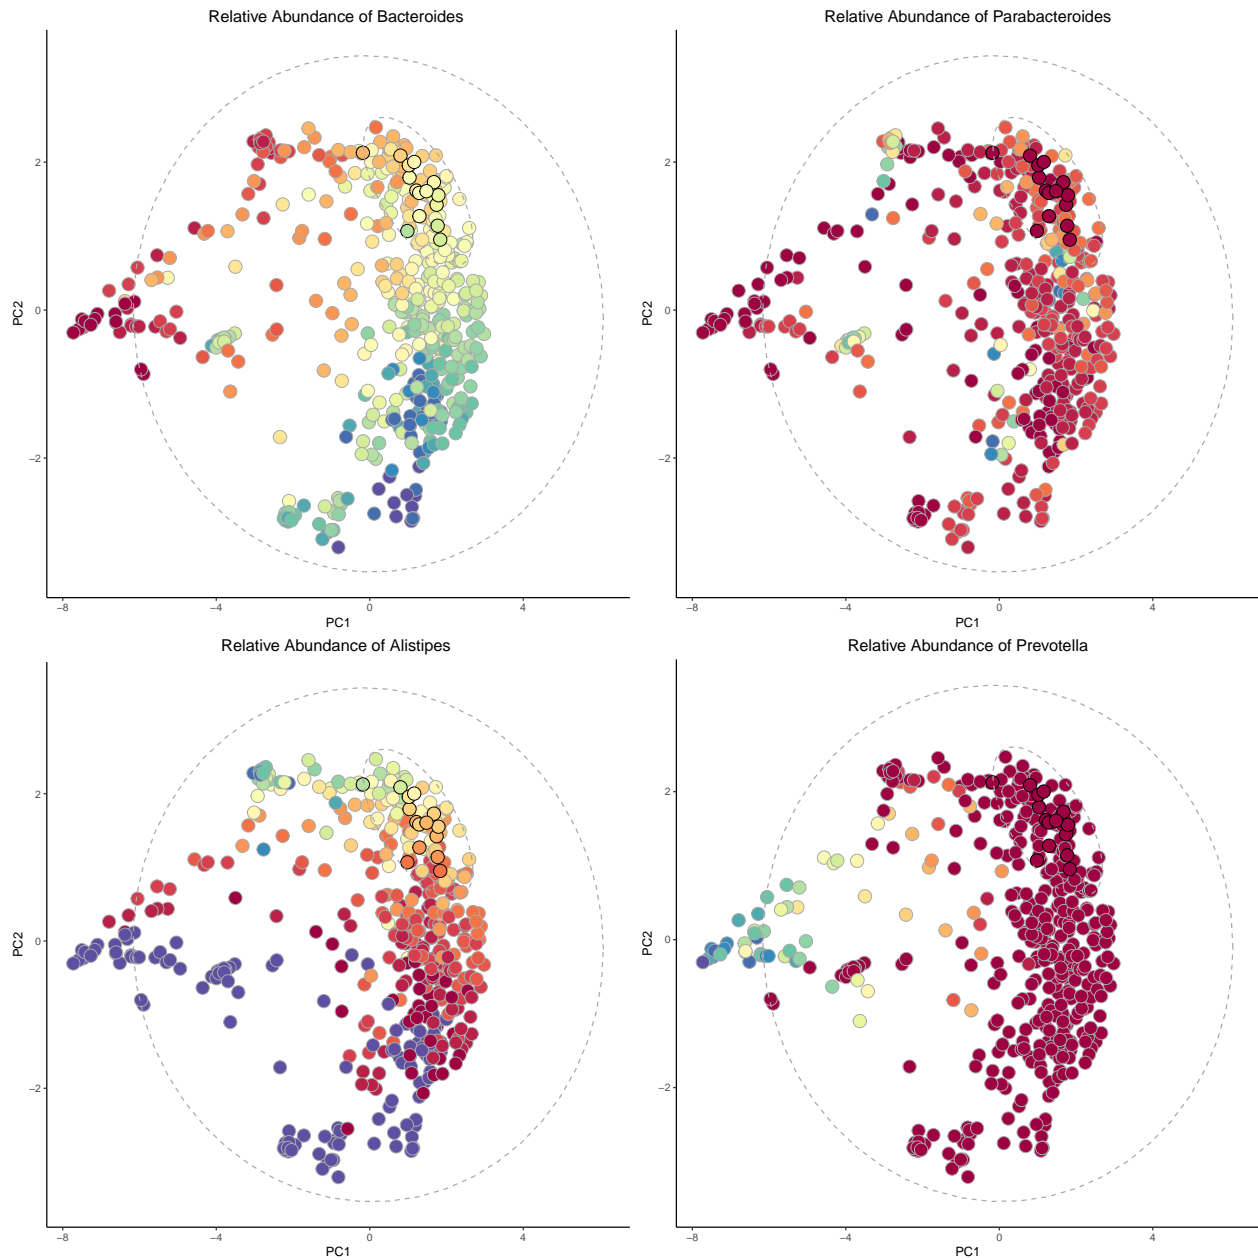 Relative Abundance of Bacteroides
Relative Abundance of Parabacteroides
PC2
2
0
−2
−8
−4
0
4
PC1
PC2
2
0
−2
−8
−4
0
4
PC1
Relative Abundance of Alistipes
Relative Abundance of Prevotella
PC2
2
0
−2
−8
−4
0
4
PC1
PC2
2
0
−2
−8
−4
0
4
PC1